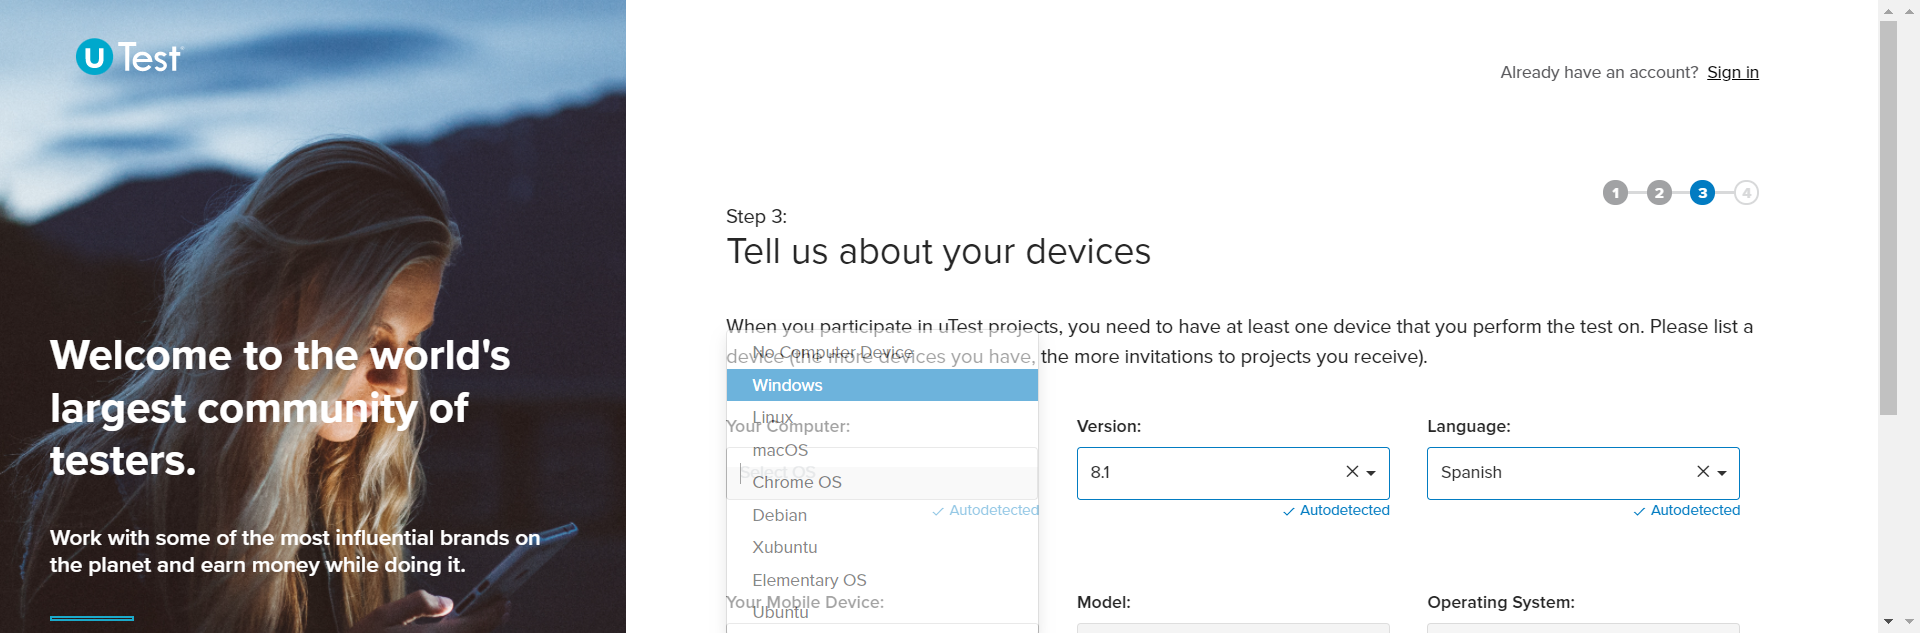 U Test
Welcome to the world's
largest community of
testers.
Work with some of the most influential brands on
the planet and earn money while doing it.
Already have an account? Sign in
1 2 3 4
Step 3:
Tell us about your devices
When you participate in uTest projects, you need to have at least one device that you perform the test on. Please list a
device (the more devices you have, the more invitations to projects you receive).
No Computer Device
Windows
Linux
macOS
Chrome OS
Debian
Xubuntu
Elementary OS
Ubuntu
Your Computer:
Select OS
Autodetected
Version:
8.1
Autodetected
Language:
Spanish
Autodetected
Your Mobile Device:
Model:
Operating System: